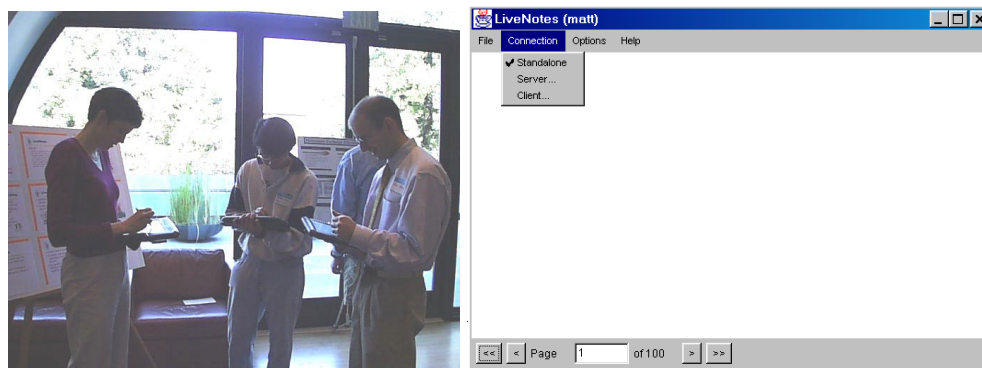 LiveNotes (matt)
File Connection Options Help
Standalone
Server...
Client...
<< < Page 1 of 100 > >>